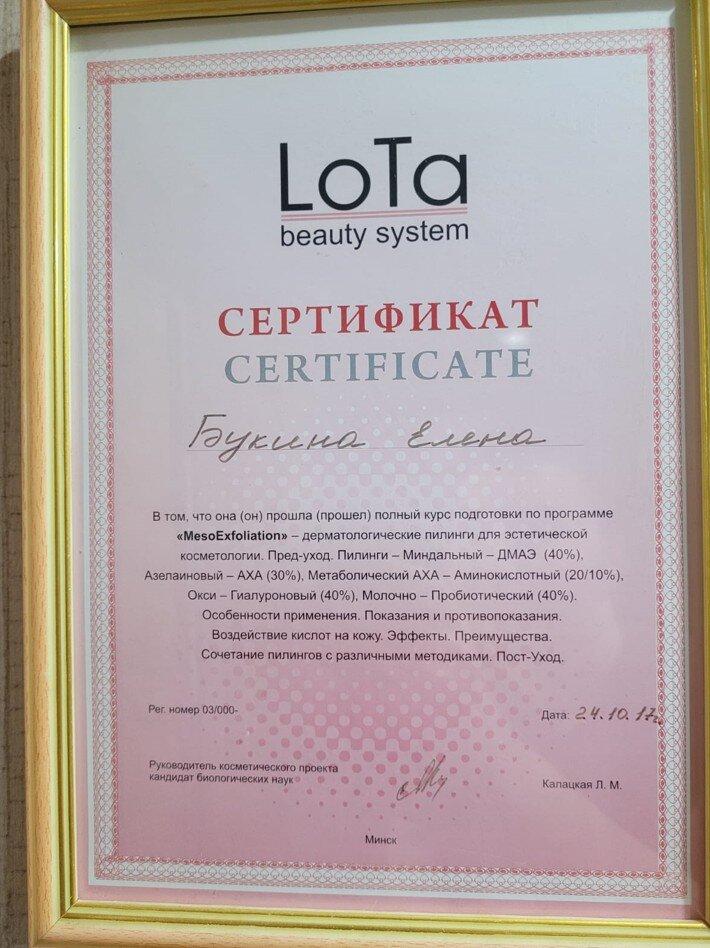 LoTa
beauty system
СЕРТИФИКАТ
CERTIFICATE
Букина Елена
В том, что она (он) прошла (прошел) полный курс подготовки по программе
«MesoExfoliation» – дерматологические пилинги для эстетической
косметологии. Пред-уход. Пилинги – Миндальный – ДМАЭ (40%),
Азелаиновый – АХА (30%), Метаболический АХА – Аминокислотный (20/10%),
Окси – Гиалуроновый (40%), Молочно – Пробиотический (40%).
Особенности применения. Показания и противопоказания.
Воздействие кислот на кожу. Эффекты. Преимущества.
Сочетание пилингов с различными методиками. Пост-Уход.
Рег. номер 03/000-
Дата: 24.10.17г.
Руководитель косметического проекта
кандидат биологических наук
Калацкая Л. М.
Минск